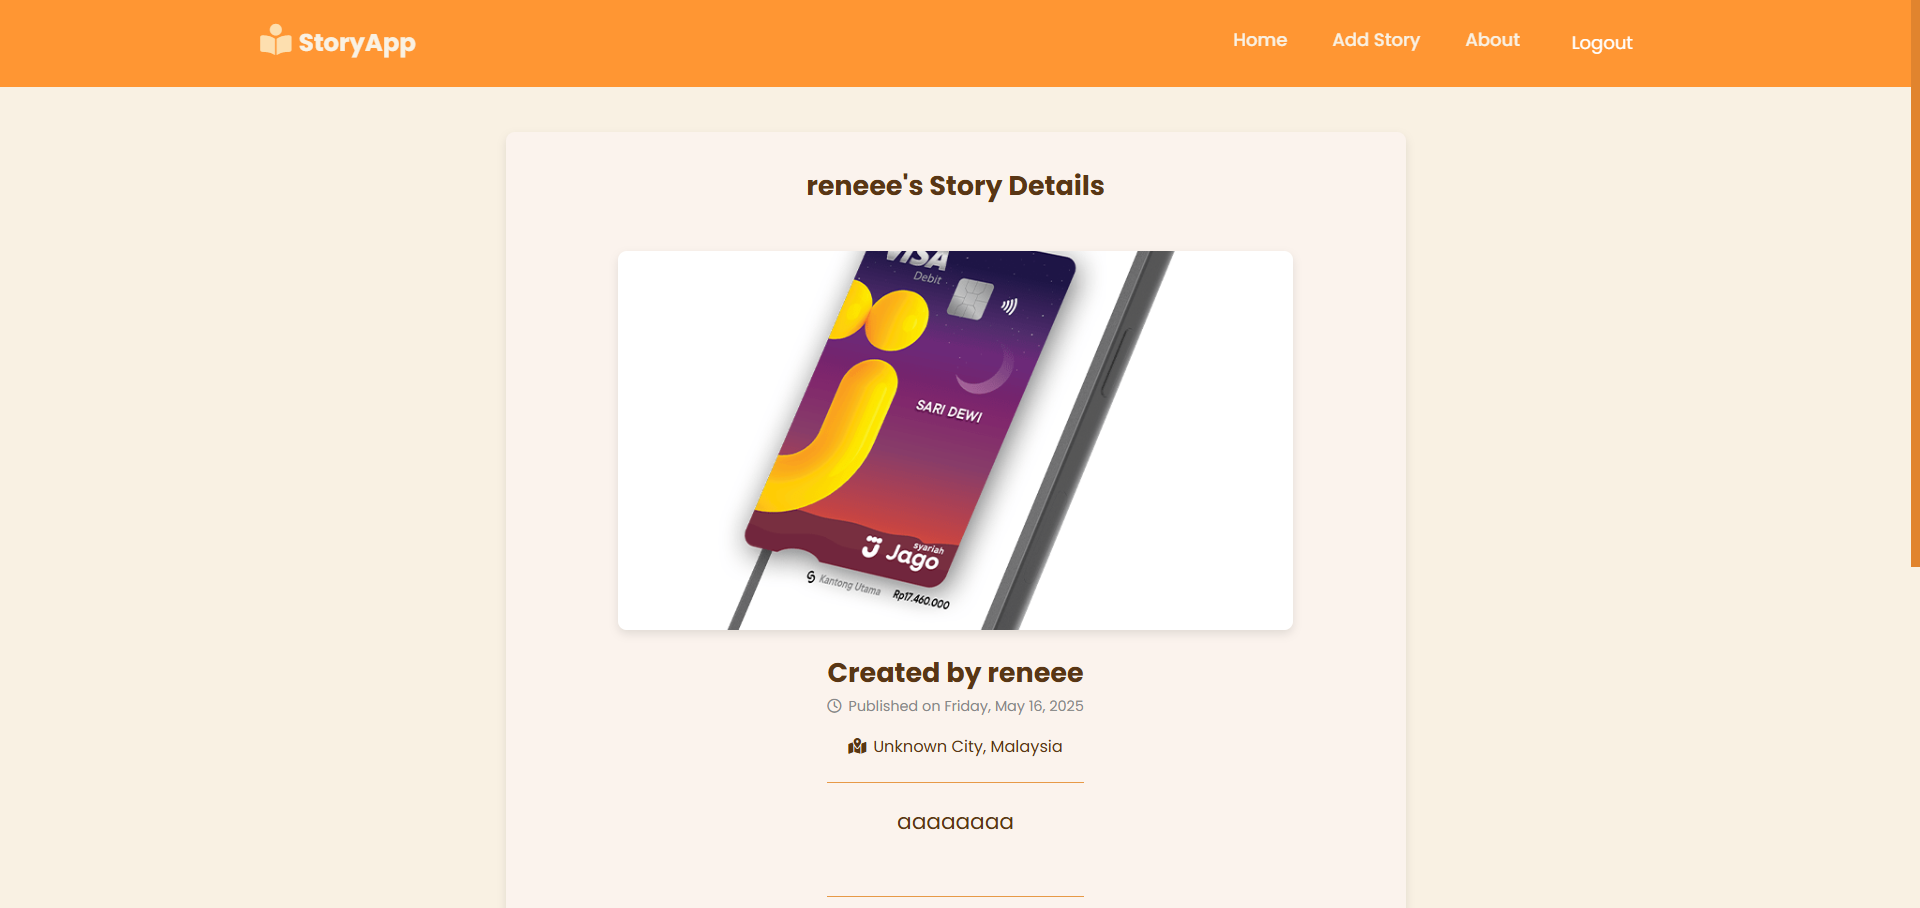 StoryApp
Home
Add Story
About
Logout
reneee's Story Details
VISA
Debit
SARI DEWI
syariah
Jago
Kantong Utama
Rp17.460.000
Created by reneee
Published on Friday, May 16, 2025
Unknown City, Malaysia
aaaaaaaa